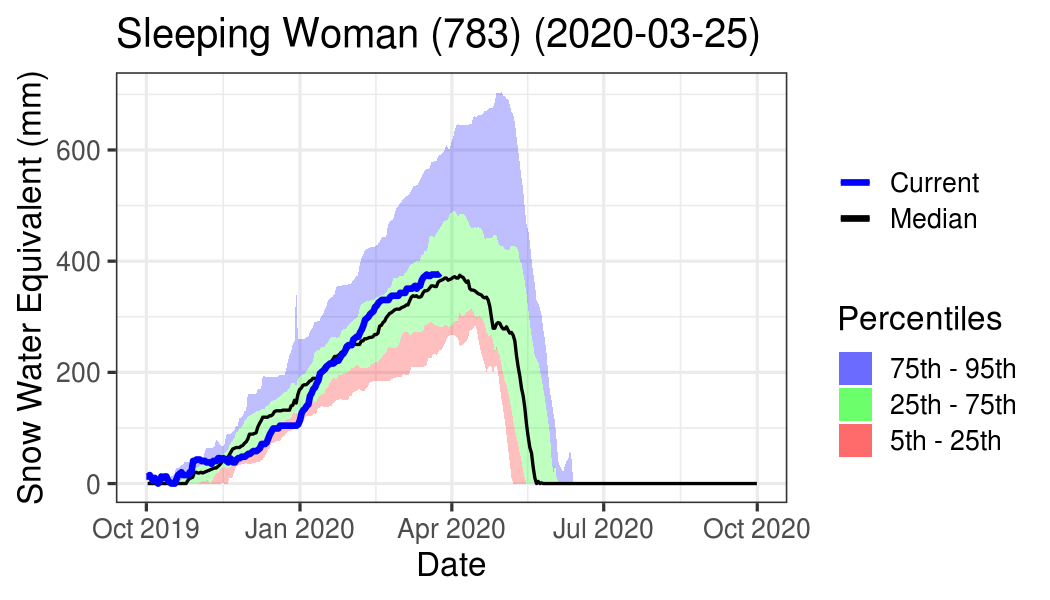 Sleeping Woman (783) (2020-03-25)
Snow Water Equivalent (mm)
600
400
200
0
Oct 2019
Jan 2020
Apr 2020
Jul 2020
Oct 2020
Date
Current
Median
Percentiles
75th - 95th
25th - 75th
5th - 25th